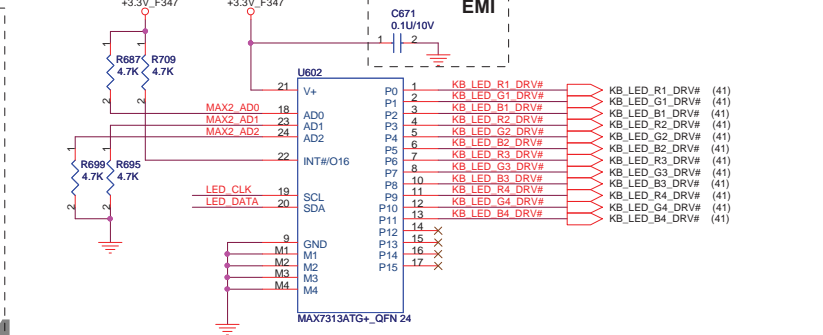 +3.3V_F347
+3.3V_F347
EMI
C671
0.1U/10V
1 2
R687
4.7K
1
2
R709
4.7K
1
2
U602
21 V+
MAX2_AD0 18 AD0
MAX2_AD1 23 AD1
MAX2_AD2 24 AD2
22 INT#/O16
R699
4.7K
1
2
R695
4.7K
1
2
LED_CLK 19 SCL
LED_DATA 20 SDA
9 GND
M1 M1
M2 M2
M3 M3
M4 M4
P0 1 KB_LED_R1_DRV# KB_LED_R1_DRV# (41)
P1 2 KB_LED_G1_DRV# KB_LED_G1_DRV# (41)
P2 3 KB_LED_B1_DRV# KB_LED_B1_DRV# (41)
P3 4 KB_LED_R2_DRV# KB_LED_R2_DRV# (41)
P4 5 KB_LED_G2_DRV# KB_LED_G2_DRV# (41)
P5 6 KB_LED_B2_DRV# KB_LED_B2_DRV# (41)
P6 7 KB_LED_R3_DRV# KB_LED_R3_DRV# (41)
P7 8 KB_LED_G3_DRV# KB_LED_G3_DRV# (41)
P8 10 KB_LED_B3_DRV# KB_LED_B3_DRV# (41)
P9 11 KB_LED_R4_DRV# KB_LED_R4_DRV# (41)
P10 12 KB_LED_G4_DRV# KB_LED_G4_DRV# (41)
P11 13 KB_LED_B4_DRV# KB_LED_B4_DRV# (41)
P12 14
P13 15
P14 16
P15 17
MAX7313ATG+_QFN 24